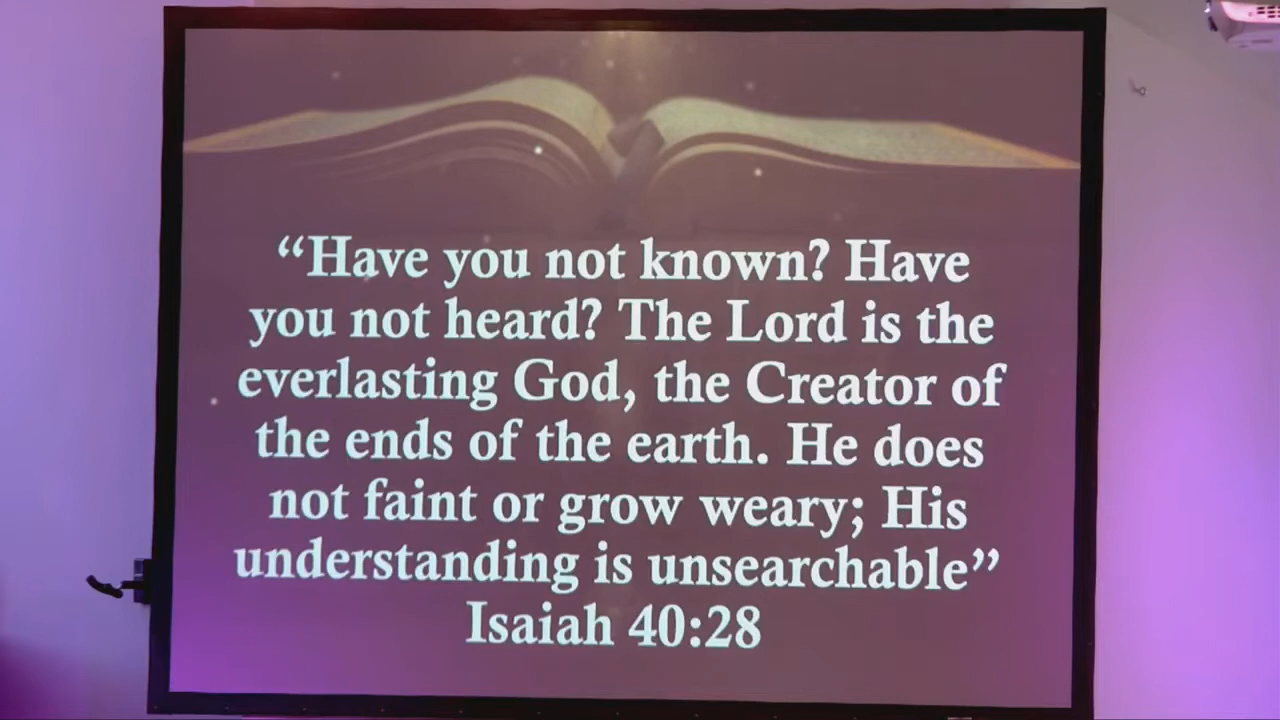 “Have you not known? Have
you not heard? The Lord is the
everlasting God, the Creator of
the ends of the earth. He does
not faint or grow weary; His
understanding is unsearchable”
Isaiah 40:28